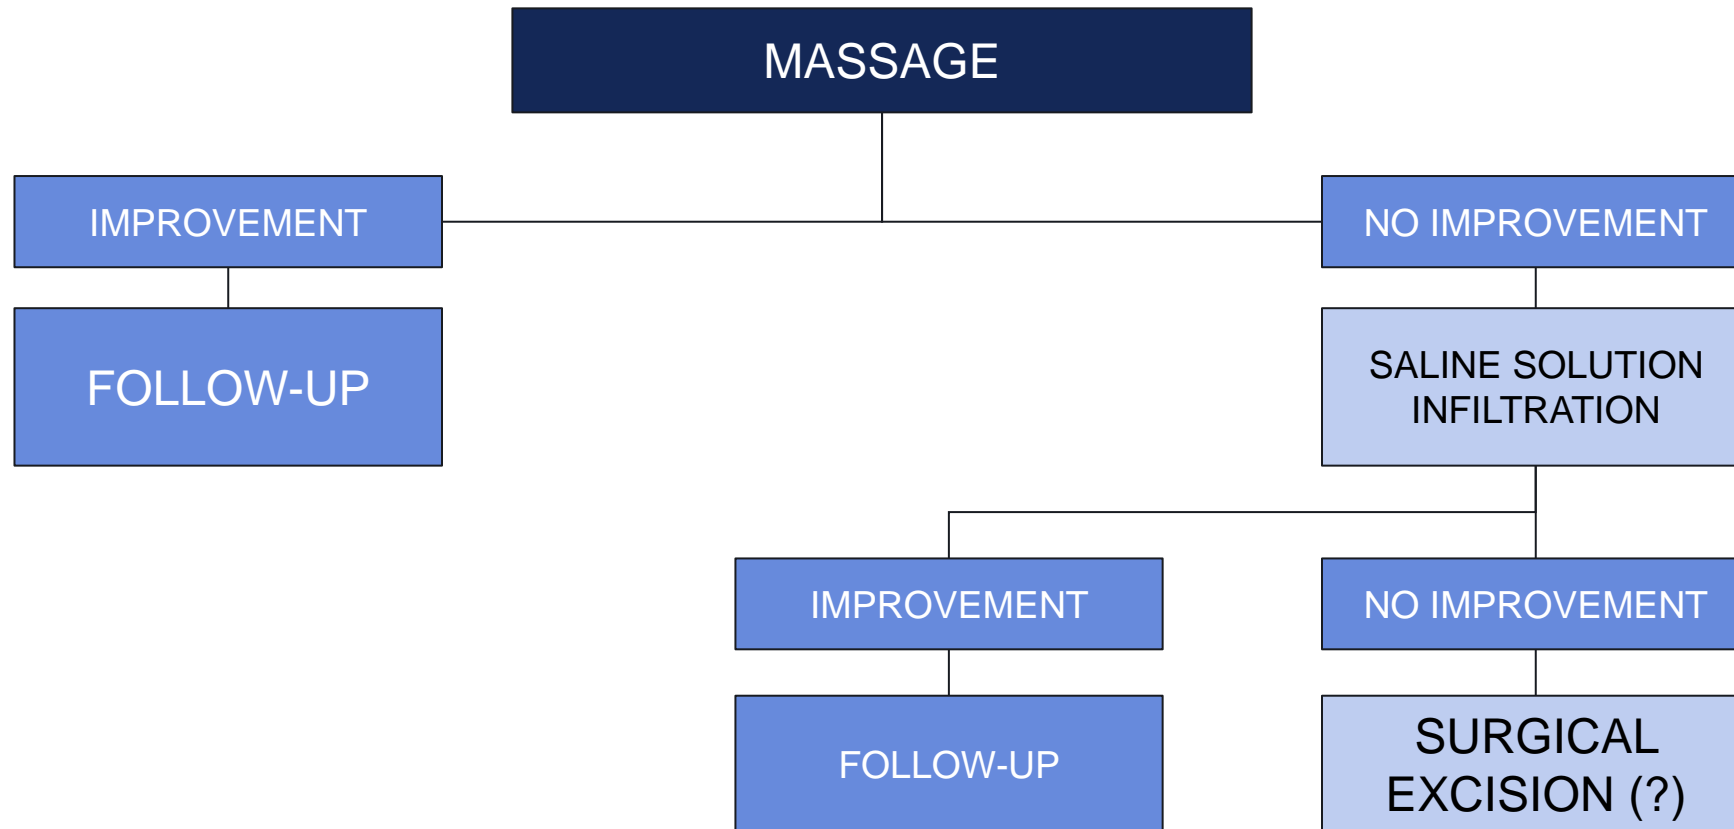 MASSAGE
IMPROVEMENT
NO IMPROVEMENT
FOLLOW-UP
SALINE SOLUTION
INFILTRATION
IMPROVEMENT
NO IMPROVEMENT
FOLLOW-UP
SURGICAL
EXCISION (?)